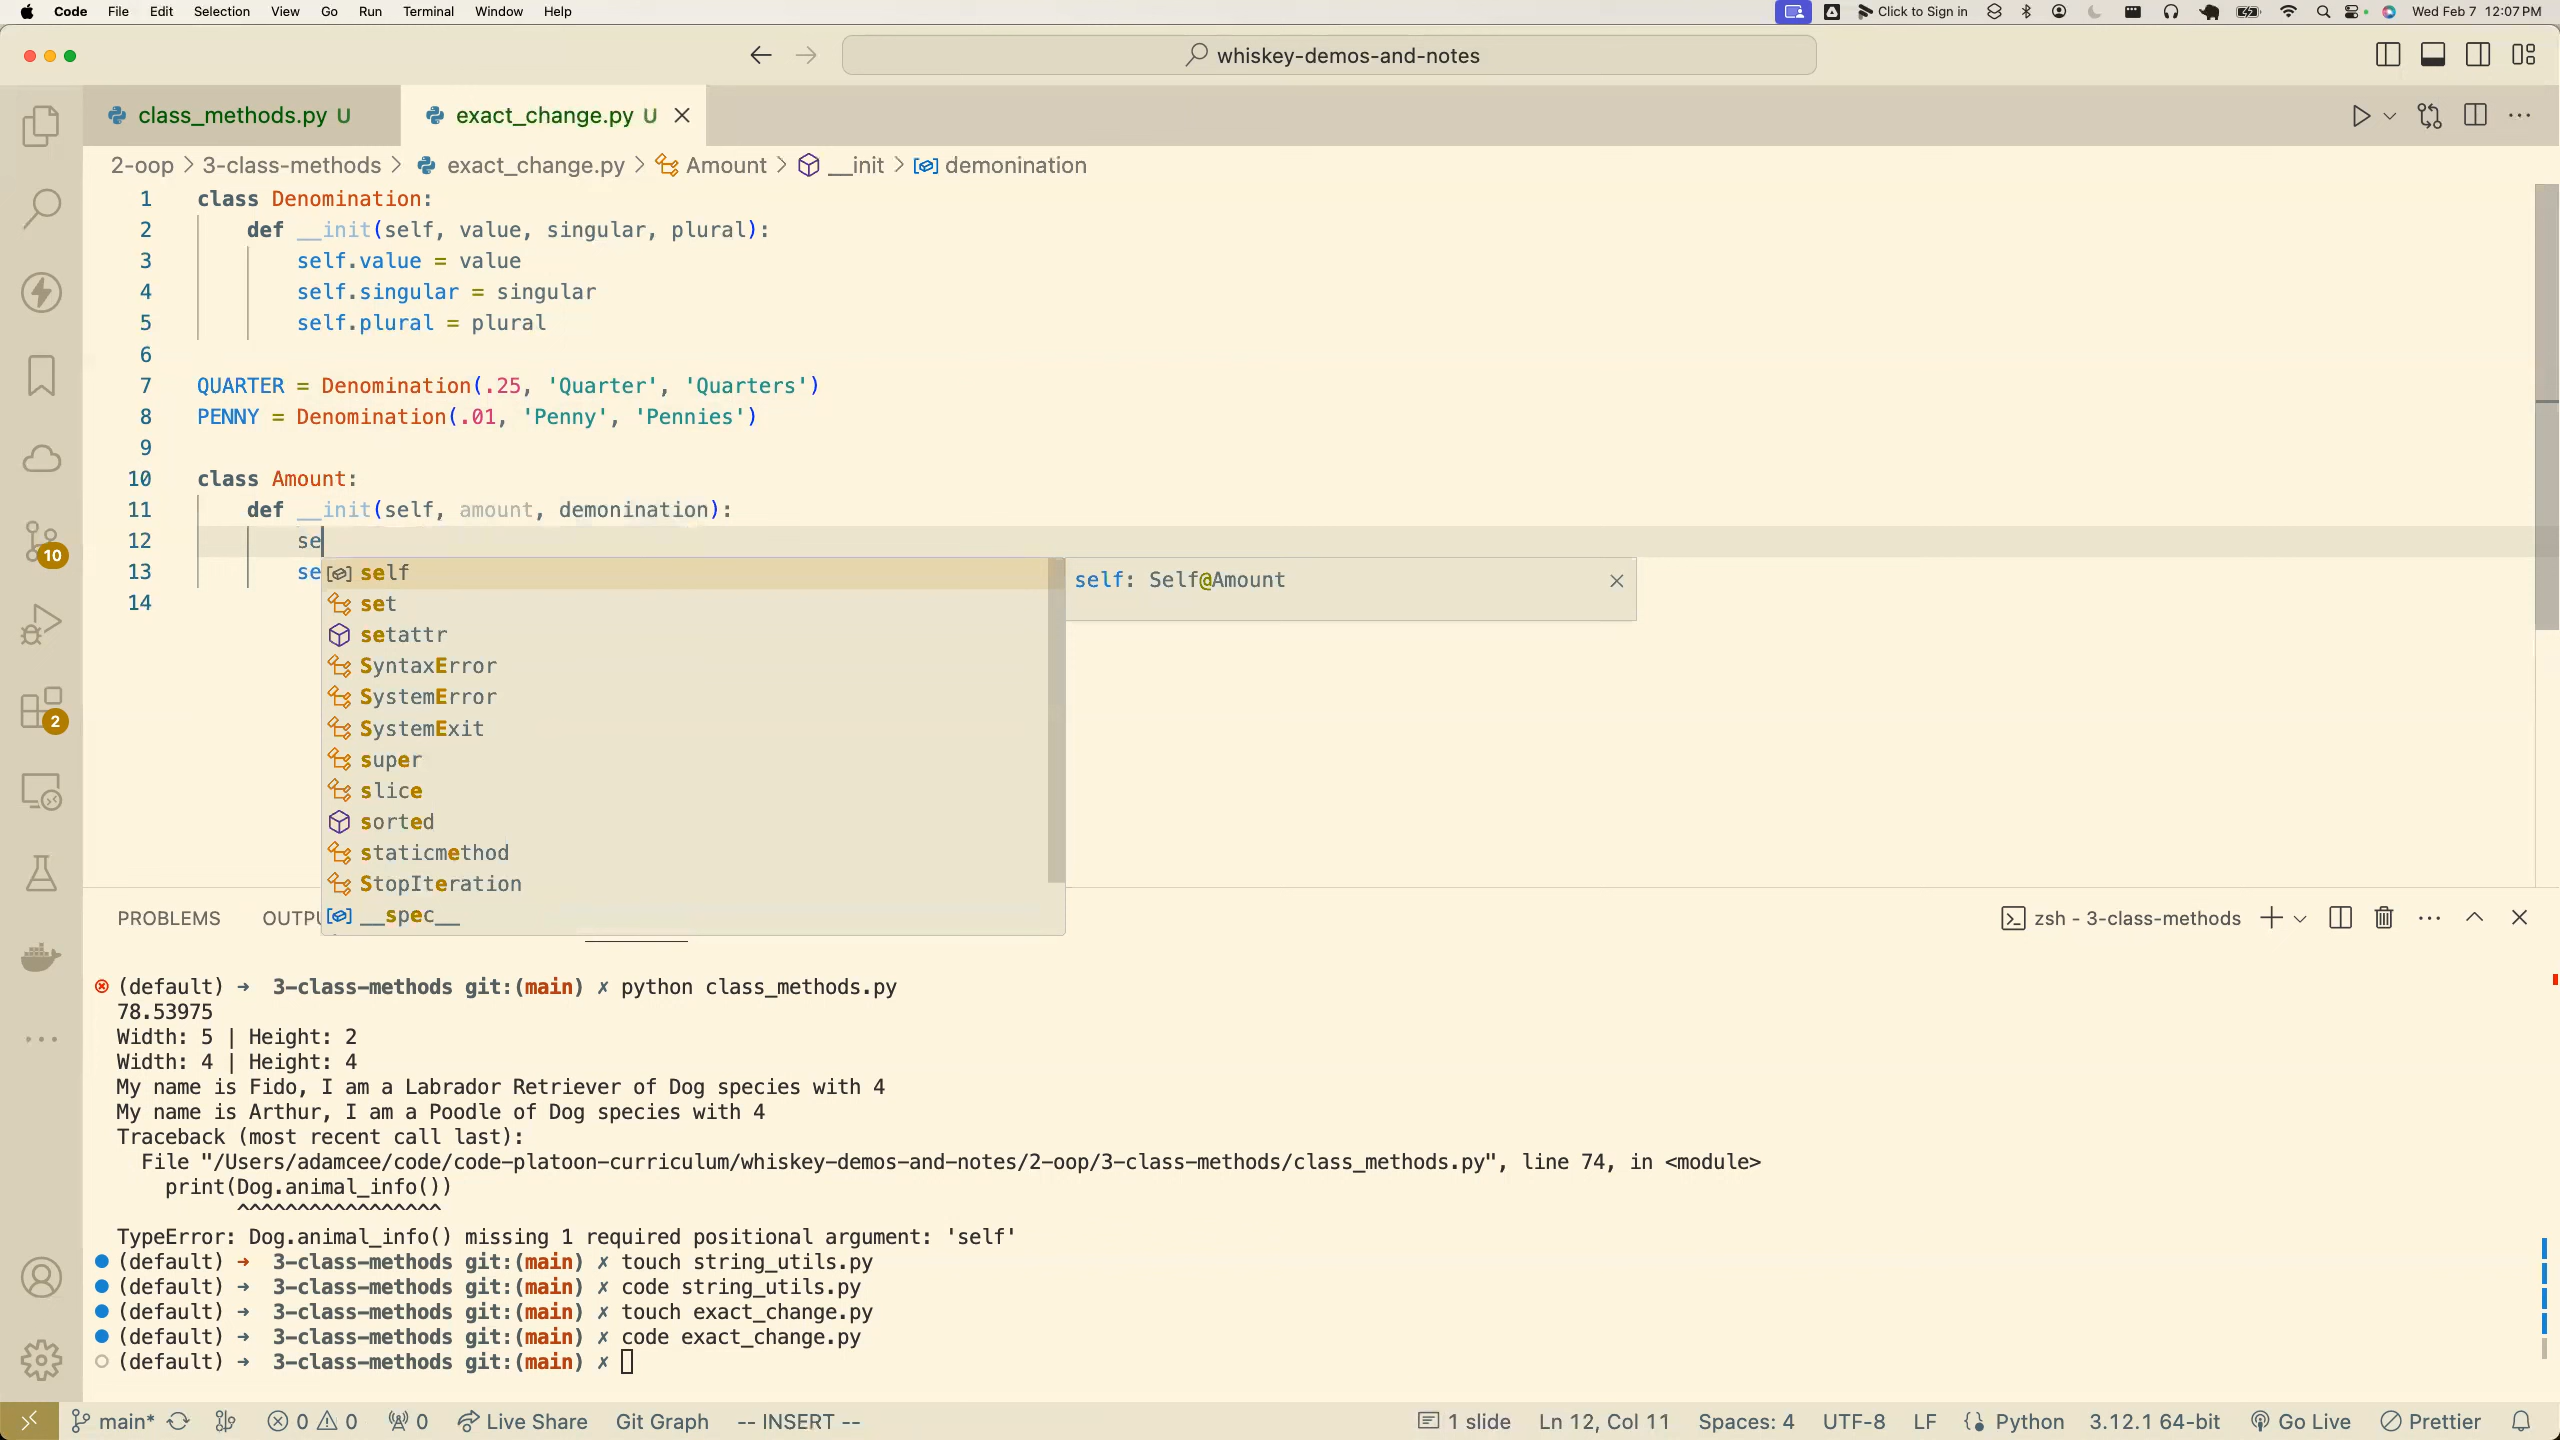 Code File Edit Selection View Go Run Terminal Window Help Click to Sign in Wed Feb 7 12:07 PM
whiskey-demos-and-notes
class_methods.py U exact_change.py U
2-oop > 3-class-methods > exact_change.py > Amount > __init > demonination
1 class Denomination:
2 def __init(self, value, singular, plural):
3 self.value = value
4 self.singular = singular
5 self.plural = plural
6
7 QUARTER = Denomination(.25, 'Quarter', 'Quarters')
8 PENNY = Denomination(.01, 'Penny', 'Pennies')
9
10 class Amount:
11 def __init(self, amount, demonination):
12 se
13 se
14
self
set
setattr
SyntaxError
SystemError
SystemExit
super
slice
sorted
staticmethod
StopIteration
__spec__
self: Self@Amount
10
2
PROBLEMS OUTPU zsh - 3-class-methods
(default) → 3-class-methods git:(main) ✗ python class_methods.py
78.53975
Width: 5 | Height: 2
Width: 4 | Height: 4
My name is Fido, I am a Labrador Retriever of Dog species with 4
My name is Arthur, I am a Poodle of Dog species with 4
Traceback (most recent call last):
File "/Users/adamcee/code/code-platoon-curriculum/whiskey-demos-and-notes/2-oop/3-class-methods/class_methods.py", line 74, in <module>
print(Dog.animal_info())
^^^^^^^^^^^^^^^^^
TypeError: Dog.animal_info() missing 1 required positional argument: 'self'
(default) → 3-class-methods git:(main) ✗ touch string_utils.py
(default) → 3-class-methods git:(main) ✗ code string_utils.py
(default) → 3-class-methods git:(main) ✗ touch exact_change.py
(default) → 3-class-methods git:(main) ✗ code exact_change.py
(default) → 3-class-methods git:(main) ✗
main* 0 0 0 Live Share Git Graph -- INSERT -- 1 slide Ln 12, Col 11 Spaces: 4 UTF-8 LF Python 3.12.1 64-bit Go Live Prettier